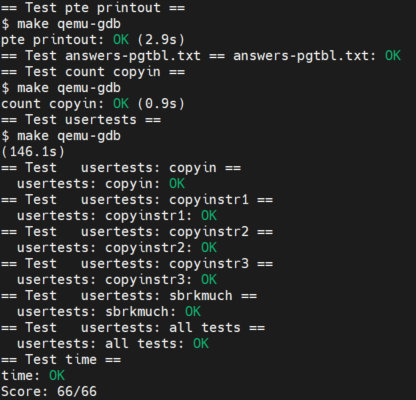 == Test pte printout ==
$ make qemu-gdb
pte printout: OK (2.9s)
== Test answers-pgtbl.txt == answers-pgtbl.txt: OK
== Test count copyin ==
$ make qemu-gdb
count copyin: OK (0.9s)
== Test usertests ==
$ make qemu-gdb
(146.1s)
== Test   usertests: copyin ==
  usertests: copyin: OK
== Test   usertests: copyinstr1 ==
  usertests: copyinstr1: OK
== Test   usertests: copyinstr2 ==
  usertests: copyinstr2: OK
== Test   usertests: copyinstr3 ==
  usertests: copyinstr3: OK
== Test   usertests: sbrkmuch ==
  usertests: sbrkmuch: OK
== Test   usertests: all tests ==
  usertests: all tests: OK
== Test time ==
time: OK
Score: 66/66